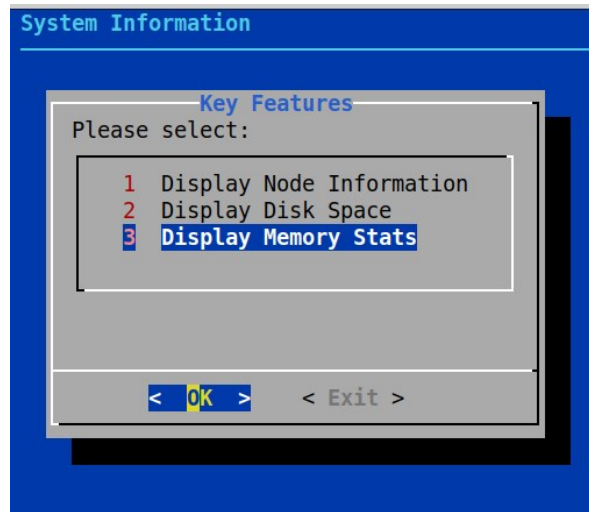 System Information
Key Features
Please select:
1 Display Node Information
2 Display Disk Space
3 Display Memory Stats
< OK > < Exit >